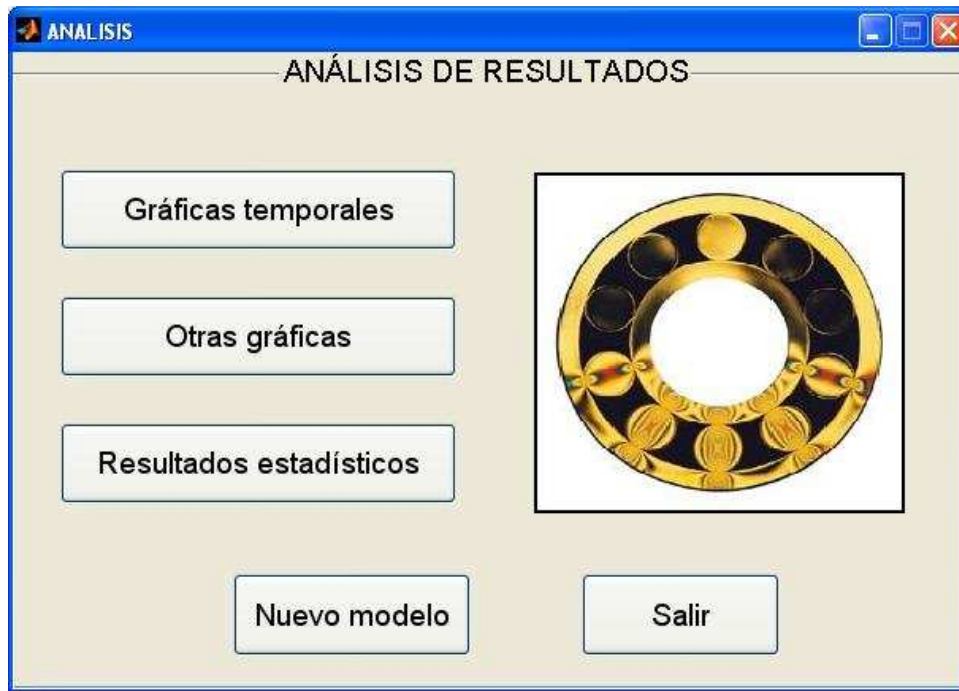 ANALISIS
ANÁLISIS DE RESULTADOS
Gráficas temporales
Otras gráficas
Resultados estadísticos
Nuevo modelo
Salir